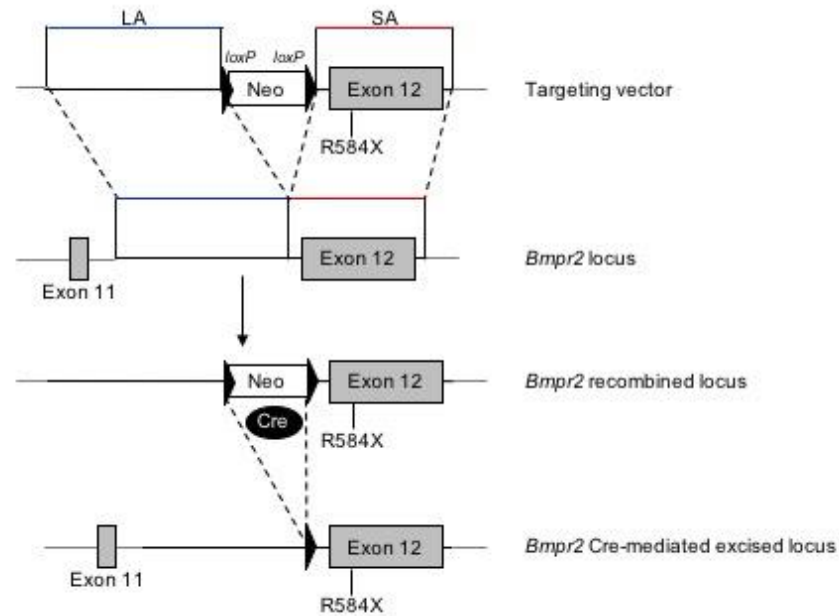 LA
SA
loxP loxP
Neo
Exon 12
Targeting vector
R584X
Exon 12
Bmpr2 locus
Exon 11
Neo
Exon 12
Bmpr2 recombined locus
Cre
R584X
Exon 12
Bmpr2 Cre-mediated excised locus
Exon 11
R584X